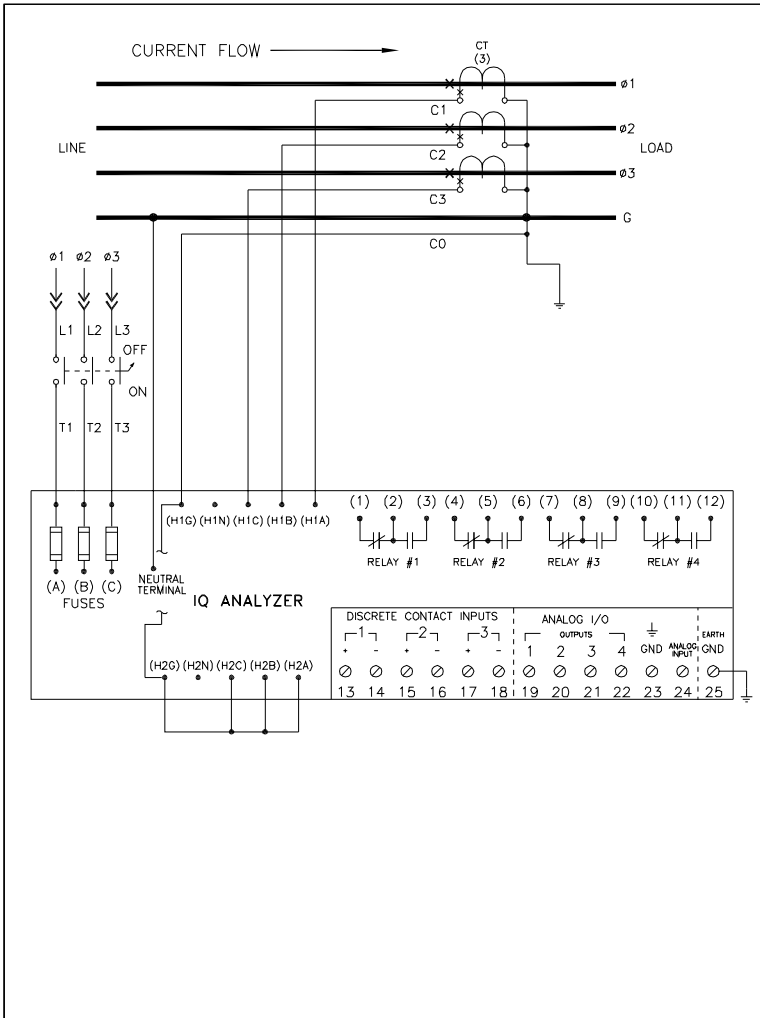 CURRENT FLOW
CT
(3)
ø1
C1
ø2
LINE
C2
LOAD
ø3
C3
G
C0
ø1 ø2 ø3
L1 L2 L3
OFF
ON
T1 T2 T3
(1) (2) (3) (4) (5) (6) (7) (8) (9) (10) (11) (12)
(H1G) (H1N) (H1C) (H1B) (H1A)
RELAY #1 RELAY #2 RELAY #3 RELAY #4
(A) (B) (C)
FUSES
NEUTRAL
TERMINAL
IQ ANALYZER
DISCRETE CONTACT INPUTS
1 2 3
+ - + - + -
13 14 15 16 17 18
ANALOG I/O
OUTPUTS
1 2 3 4
GND
ANALOG
INPUT
EARTH
GND
19 20 21 22 23 24 25
(H2G) (H2N) (H2C) (H2B) (H2A)